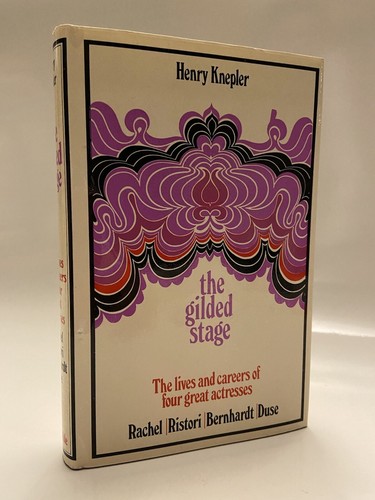 Henry Knepler
the
gilded
stage
The lives and careers of
four great actresses
Rachel | Ristori | Bernhardt | Duse